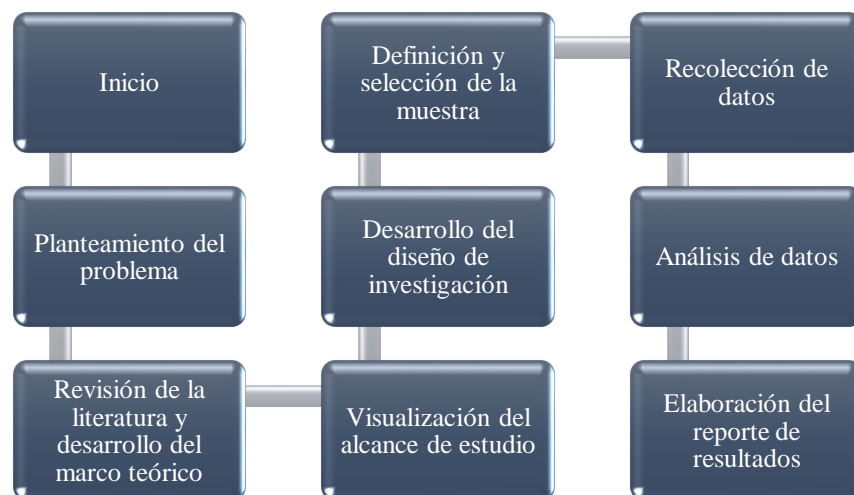 Inicio
Planteamiento del
problema
Revisión de la
literatura y
desarrollo del
marco teórico
Visualización del
alcance de estudio
Desarrollo del
diseño de
investigación
Definición y
selección de la
muestra
Recolección de
datos
Análisis de datos
Elaboración del
reporte de
resultados